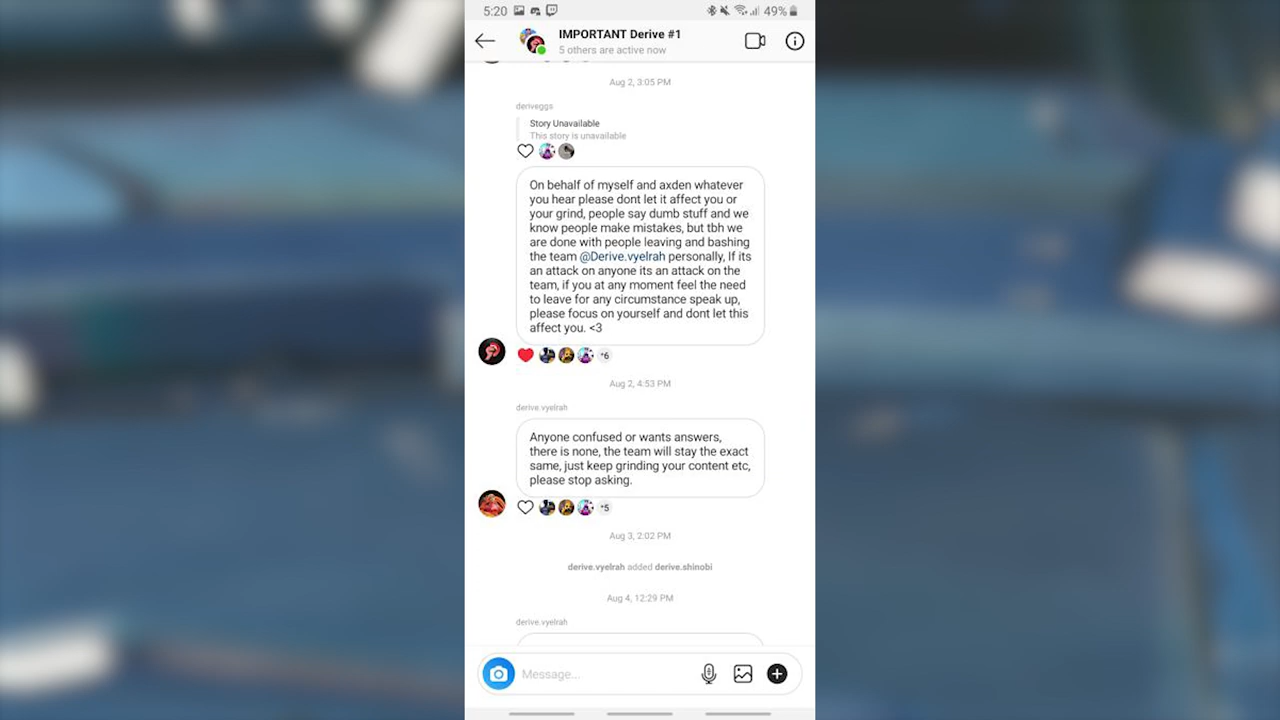 5:20
49%
IMPORTANT Derive #1
5 others are active now
Aug 2, 3:05 PM
deriveggs
Story Unavailable
This story is unavailable
On behalf of myself and axden whatever
you hear please dont let it affect you or
your grind, people say dumb stuff and we
know people make mistakes, but tbh we
are done with people leaving and bashing
the team @Derive.vyelrah personally, If its
an attack on anyone its an attack on the
team, if you at any moment feel the need
to leave for any circumstance speak up,
please focus on yourself and dont let this
affect you. <3
+6
Aug 2, 4:53 PM
derive.vyelrah
Anyone confused or wants answers,
there is none, the team will stay the exact
same, just keep grinding your content etc,
please stop asking.
+5
Aug 3, 2:02 PM
derive.vyelrah added derive.shinobi
Aug 4, 12:29 PM
derive.vyelrah
Message...